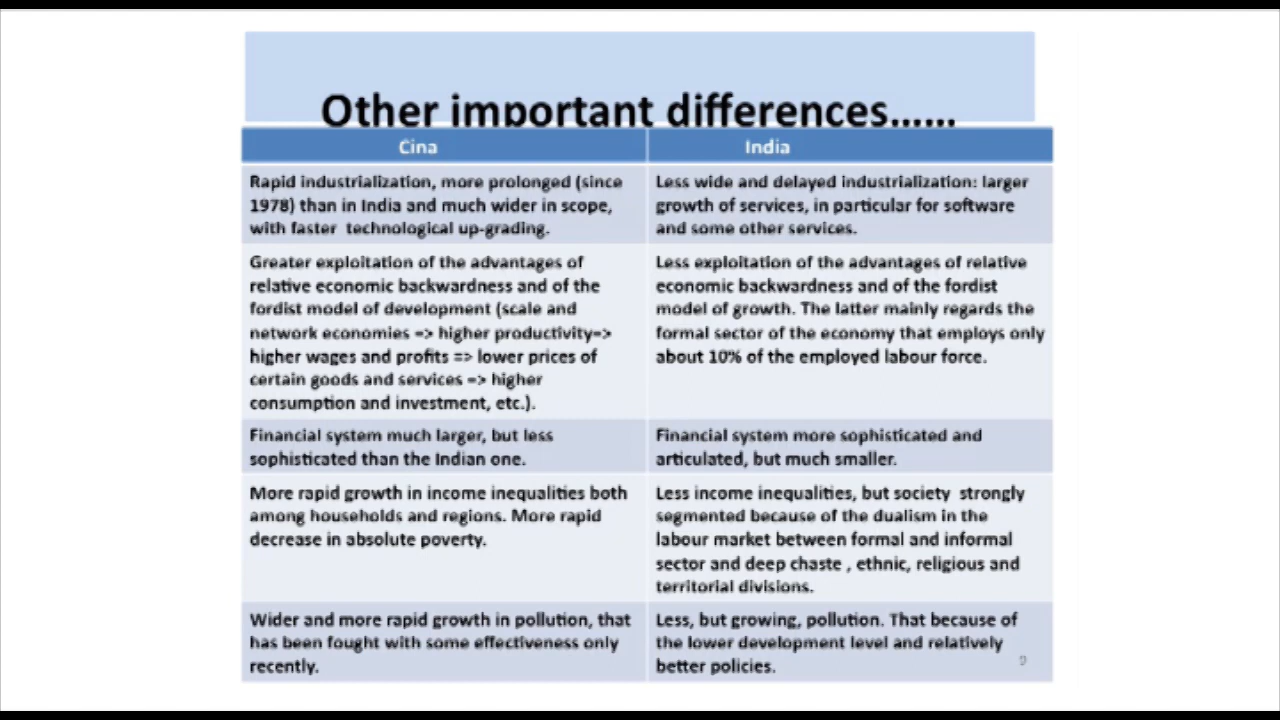 Other important differences......
Cina
India
Rapid industrialization, more prolonged (since
1978) than in India and much wider in scope,
with faster technological up-grading.
Less wide and delayed industrialization: larger
growth of services, in particular for software
and some other services.
Greater exploitation of the advantages of
relative economic backwardness and of the
fordist model of development (scale and
network economies => higher productivity=>
higher wages and profits => lower prices of
certain goods and services => higher
consumption and investment, etc.).
Less exploitation of the advantages of relative
economic backwardness and of the fordist
model of growth. The latter mainly regards the
formal sector of the economy that employs only
about 10% of the employed labour force.
Financial system much larger, but less
sophisticated than the Indian one.
Financial system more sophisticated and
articulated, but much smaller.
More rapid growth in income inequalities both
among households and regions. More rapid
decrease in absolute poverty.
Less income inequalities, but society strongly
segmented because of the dualism in the
labour market between formal and informal
sector and deep chaste , ethnic, religious and
territorial divisions.
Wider and more rapid growth in pollution, that
has been fought with some effectiveness only
recently.
Less, but growing, pollution. That because of
the lower development level and relatively
better policies.
9